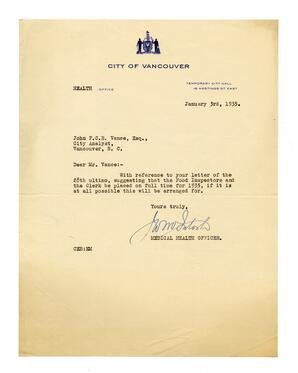 CITY OF VANCOUVER
HEALTH OFFICE
TEMPORARY CITY HALL
16 HASTINGS ST. EAST
January 3rd, 1935.
John F.C.B. Vance, Esq.,
City Analyst,
Vancouver, B. C.
Dear Mr. Vance:-
With reference to your letter of the
20th ultimo, suggesting that the Food Inspectors and
the Clerk be placed on full time for 1935, if it is
at all possible this will be arranged for.
Yours truly,
MEDICAL HEALTH OFFICER.